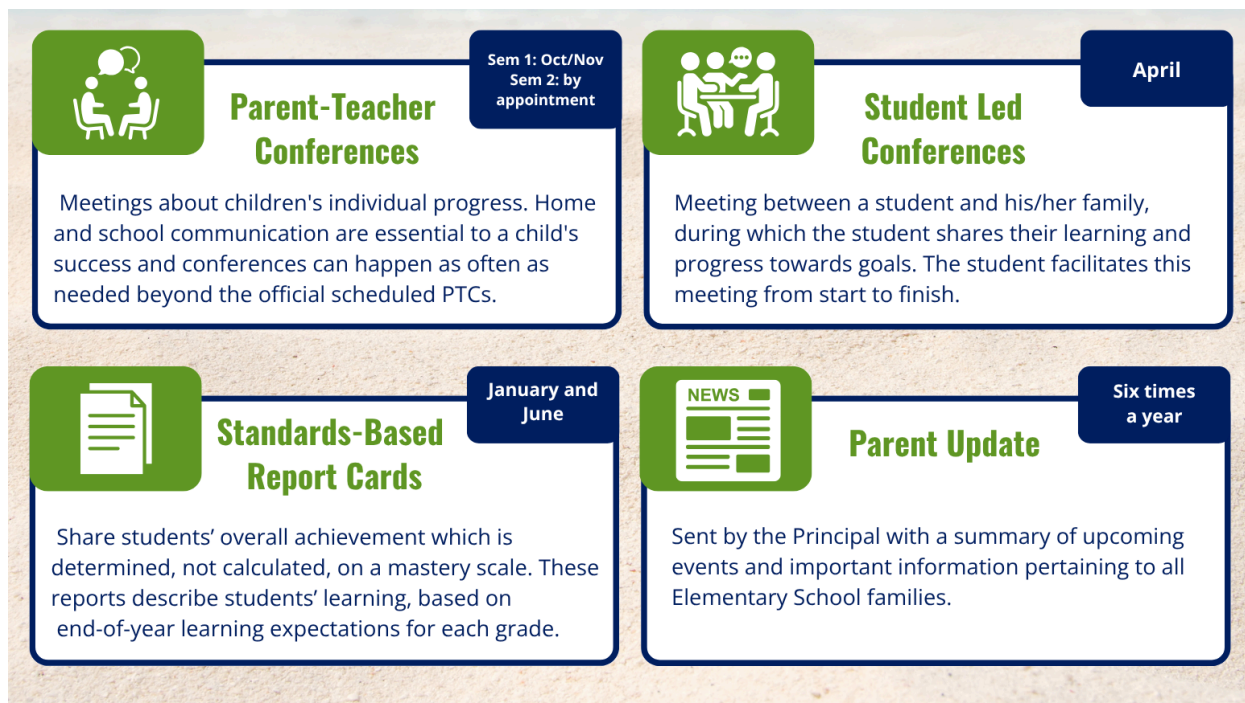 Sem 1: Oct/Nov
Sem 2: by
appointment
Parent-Teacher
Conferences
Meetings about children's individual progress. Home
and school communication are essential to a child's
success and conferences can happen as often as
needed beyond the official scheduled PTCs.
April
Student Led
Conferences
Meeting between a student and his/her family,
during which the student shares their learning and
progress towards goals. The student facilitates this
meeting from start to finish.
January and
June
Standards-Based
Report Cards
Share students’ overall achievement which is
determined, not calculated, on a mastery scale. These
reports describe students’ learning, based on
end-of-year learning expectations for each grade.
NEWS
Six times
a year
Parent Update
Sent by the Principal with a summary of upcoming
events and important information pertaining to all
Elementary School families.